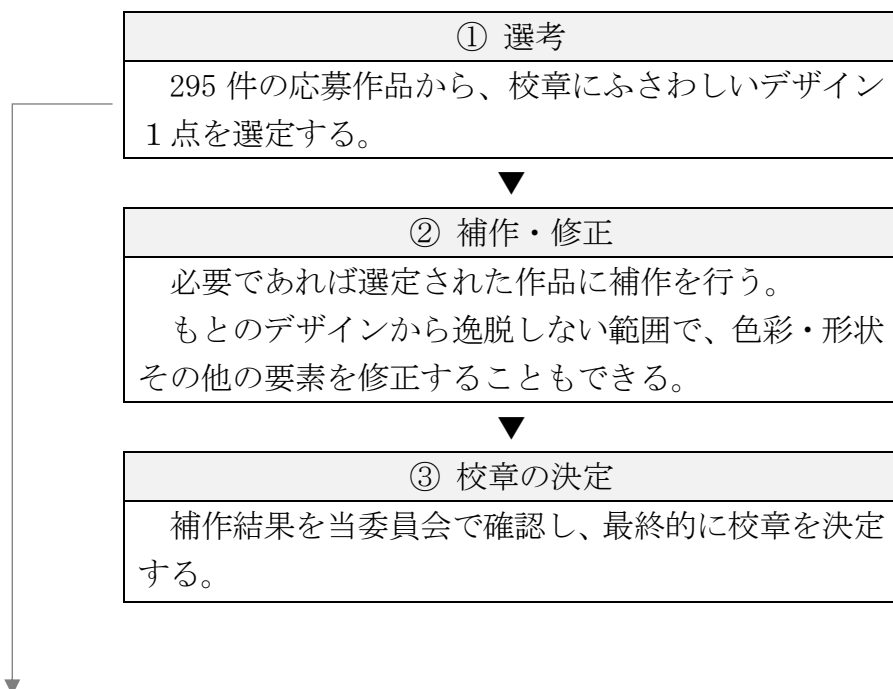 ① 選考
295 件の応募作品から、校章にふさわしいデザイン
１点を選定する。
▼
② 補作・修正
必要であれば選定された作品に補作を行う。
もとのデザインから逸脱しない範囲で、色彩・形状
その他の要素を修正することもできる。
▼
③ 校章の決定
補作結果を当委員会で確認し、最終的に校章を決定
する。